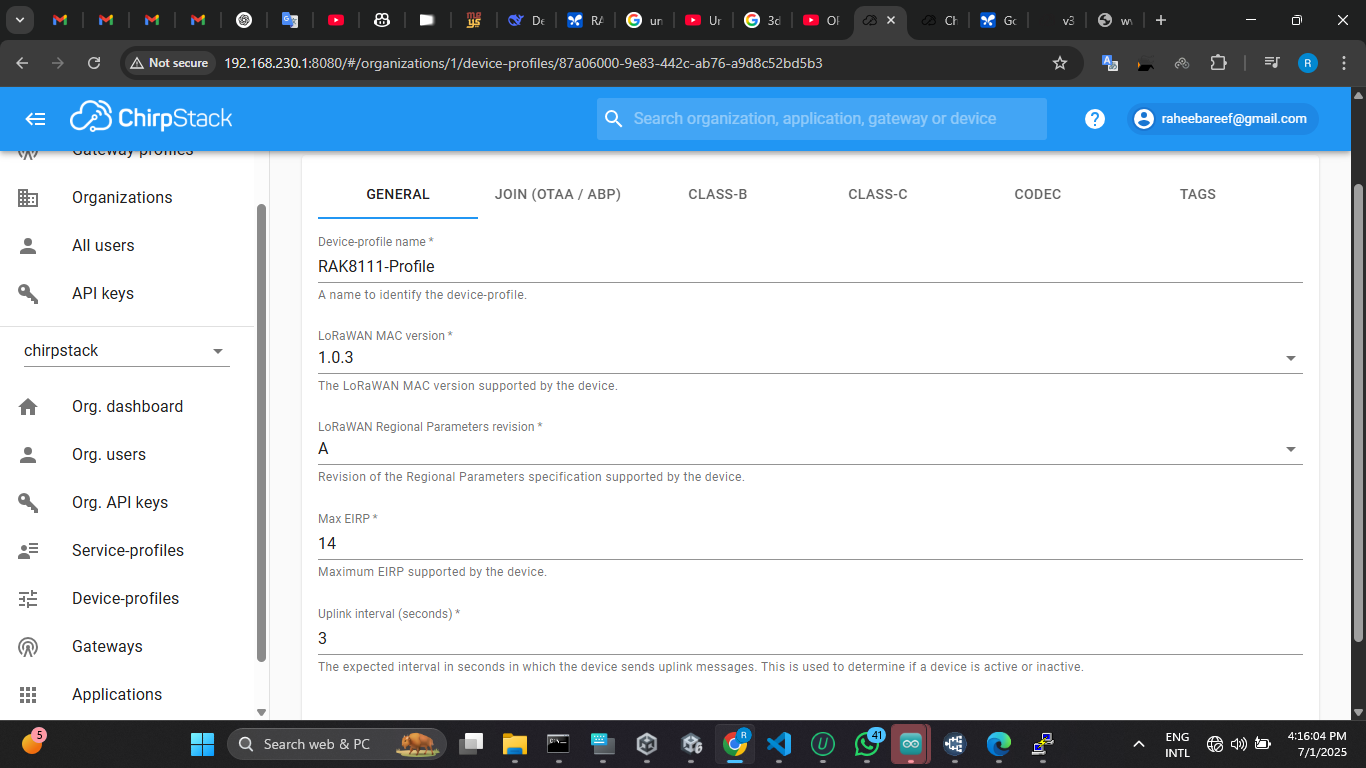 De
RA
un
Ur
3d
Ol
Ch
Gc
v3
Not secure
192.168.230.1:8080/#/organizations/1/device-profiles/87a06000-9e83-442c-ab76-a9d8c52bd5b3
R
ChirpStack
Search organization, application, gateway or device
raheebareef@gmail.com
Gateway profiles
Organizations
All users
API keys
chirpstack
Org. dashboard
Org. users
Org. API keys
Service-profiles
Device-profiles
Gateways
Applications
GENERAL JOIN (OTAA / ABP) CLASS-B CLASS-C CODEC TAGS
Device-profile name *
RAK8111-Profile
A name to identify the device-profile.
LoRaWAN MAC version *
1.0.3
The LoRaWAN MAC version supported by the device.
LoRaWAN Regional Parameters revision *
A
Revision of the Regional Parameters specification supported by the device.
Max EIRP *
14
Maximum EIRP supported by the device.
Uplink interval (seconds) *
3
The expected interval in seconds in which the device sends uplink messages. This is used to determine if a device is active or inactive.
5
Search web & PC
R
41
ENG
INTL
4:16:04 PM
7/1/2025